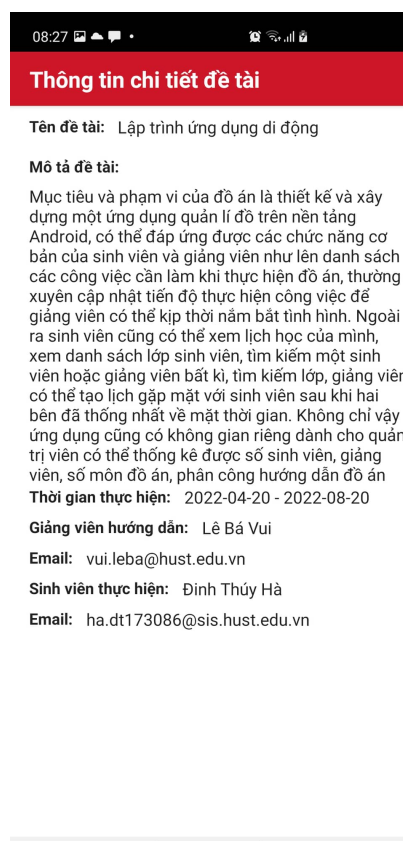 08:27
Thông tin chi tiết đề tài
Tên đề tài: Lập trình ứng dụng di động
Mô tả đề tài:
Mục tiêu và phạm vi của đồ án là thiết kế và xây
dựng một ứng dụng quản lí đồ trên nền tảng
Android, có thể đáp ứng được các chức năng cơ
bản của sinh viên và giảng viên như lên danh sách
các công việc cần làm khi thực hiện đồ án, thường
xuyên cập nhật tiến độ thực hiện công việc để
giảng viên có thể kịp thời nắm bắt tình hình. Ngoài
ra sinh viên cũng có thể xem lịch học của mình,
xem danh sách lớp sinh viên, tìm kiếm một sinh
viên hoặc giảng viên bất kì, tìm kiếm lớp, giảng viên
có thể tạo lịch gặp mặt với sinh viên sau khi hai
bên đã thống nhất về mặt thời gian. Không chỉ vậy
ứng dụng cũng có không gian riêng dành cho quản
trị viên có thể thống kê được số sinh viên, giảng
viên, số môn đồ án, phân công hướng dẫn đồ án
Thời gian thực hiện: 2022-04-20 - 2022-08-20
Giảng viên hướng dẫn: Lê Bá Vui
Email: vui.leba@hust.edu.vn
Sinh viên thực hiện: Đinh Thúy Hà
Email: ha.dt173086@sis.hust.edu.vn